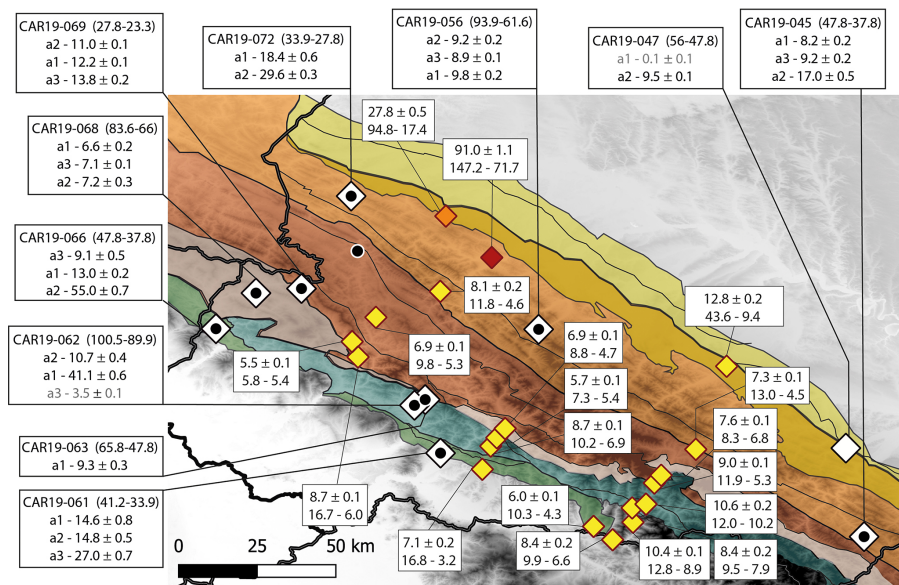 CAR19-069 (27.8-23.3)
a2 - 11.0 ± 0.1
a1 - 12.2 ± 0.1
a3 - 13.8 ± 0.2
CAR19-072 (33.9-27.8)
a1 - 18.4 ± 0.6
a2 - 29.6 ± 0.3
CAR19-056 (93.9-61.6)
a2 - 9.2 ± 0.2
a3 - 8.9 ± 0.1
a1 - 9.8 ± 0.2
CAR19-047 (56-47.8)
a1 - 0.1 ± 0.1
a2 - 9.5 ± 0.1
CAR19-045 (47.8-37.8)
a1 - 8.2 ± 0.2
a3 - 9.2 ± 0.2
a2 - 17.0 ± 0.5
CAR19-068 (83.6-66)
a1 - 6.6 ± 0.2
a3 - 7.1 ± 0.1
a2 - 7.2 ± 0.3
27.8 ± 0.5
94.8- 17.4
91.0 ± 1.1
147.2 - 71.7
CAR19-066 (47.8-37.8)
a3 - 9.1 ± 0.5
a1 - 13.0 ± 0.2
a2 - 55.0 ± 0.7
8.1 ± 0.2
11.8 - 4.6
12.8 ± 0.2
43.6 - 9.4
CAR19-062 (100.5-89.9)
a2 - 10.7 ± 0.4
a1 - 41.1 ± 0.6
a3 - 3.5 ± 0.1
5.5 ± 0.1
5.8 - 5.4
6.9 ± 0.1
9.8 - 5.3
6.9 ± 0.1
8.8 - 4.7
5.7 ± 0.1
7.3 - 5.4
7.3 ± 0.1
13.0 - 4.5
8.7 ± 0.1
10.2 - 6.9
7.6 ± 0.1
8.3 - 6.8
CAR19-063 (65.8-47.8)
a1 - 9.3 ± 0.3
9.0 ± 0.1
11.9 - 5.3
CAR19-061 (41.2-33.9)
a1 - 14.6 ± 0.8
a2 - 14.8 ± 0.5
a3 - 27.0 ± 0.7
8.7 ± 0.1
16.7 - 6.0
6.0 ± 0.1
10.3 - 4.3
10.6 ± 0.2
12.0 - 10.2
7.1 ± 0.2
16.8 - 3.2
8.4 ± 0.2
9.9 - 6.6
10.4 ± 0.1
12.8 - 8.9
8.4 ± 0.2
9.5 - 7.9
0 25 50 km